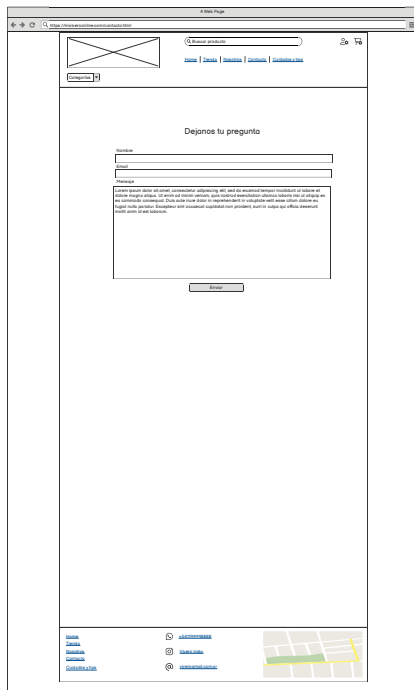 A Web Page
https://miviveroonline.com/contacto.html
Buscar producto
Home | Tienda | Nosotros | Contacto | Cuidados y tips
Categorias
Dejanos tu pregunta
Nombre
Email
Mensaje
Lorem ipsum dolor sit amet, consectetur adipiscing elit, sed do eiusmod tempor incididunt ut labore et
dolore magna aliqua. Ut enim ad minim veniam, quis nostrud exercitation ullamco laboris nisi ut aliquip ex
ea commodo consequat. Duis aute irure dolor in reprehenderit in voluptate velit esse cillum dolore eu
fugiat nulla pariatur. Excepteur sint occaecat cupidatat non proident, sunt in culpa qui officia deserunt
mollit anim id est laborum.
Enviar
Home
Tienda
Nosotros
Contacto
Cuidados y tips